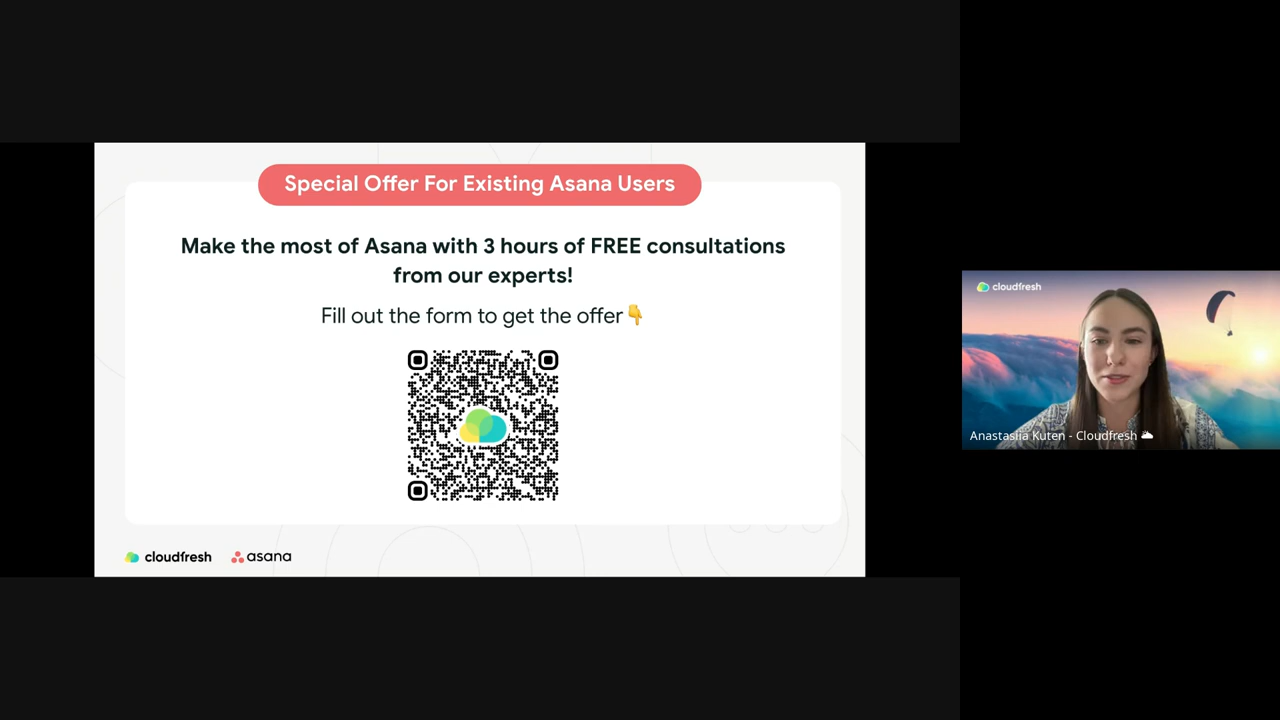 Special Offer For Existing Asana Users
Make the most of Asana with 3 hours of FREE consultations
from our experts!
Fill out the form to get the offer👇
cloudfresh
asana
cloudfresh
Anastasiia Kuten - Cloudfresh 🌥